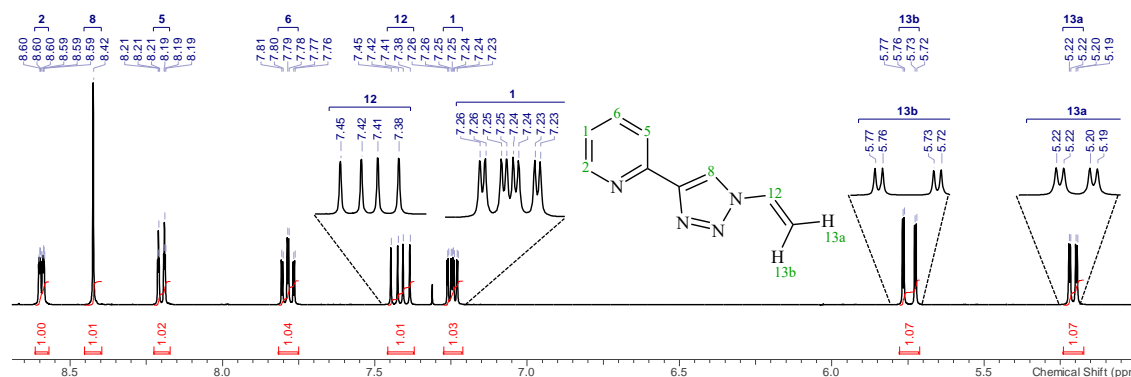 2 8 5 6 12 1 13b 13a
8.60 8.60 8.60 8.59 8.59 8.59 8.42 8.21 8.21 8.21 8.19 8.19 8.19 7.81 7.80 7.79 7.78 7.77 7.76 7.45 7.42 7.41 7.38 7.26 7.26 7.25 7.25 7.24 7.24 7.23 5.77 5.76 5.73 5.72 5.22 5.22 5.20 5.19
12 1 13b 13a
7.45 7.42 7.41 7.38 7.26 7.26 7.25 7.25 7.24 7.24 7.23 7.23 5.77 5.76 5.73 5.72 5.22 5.22 5.20 5.19
6
1 5
2 8
N N 12
N N H
13a
H
13b
1.00 1.01 1.02 1.04 1.01 1.03 1.07 1.07
8.5 8.0 7.5 7.0 6.5 6.0 5.5 Chemical Shift (ppr